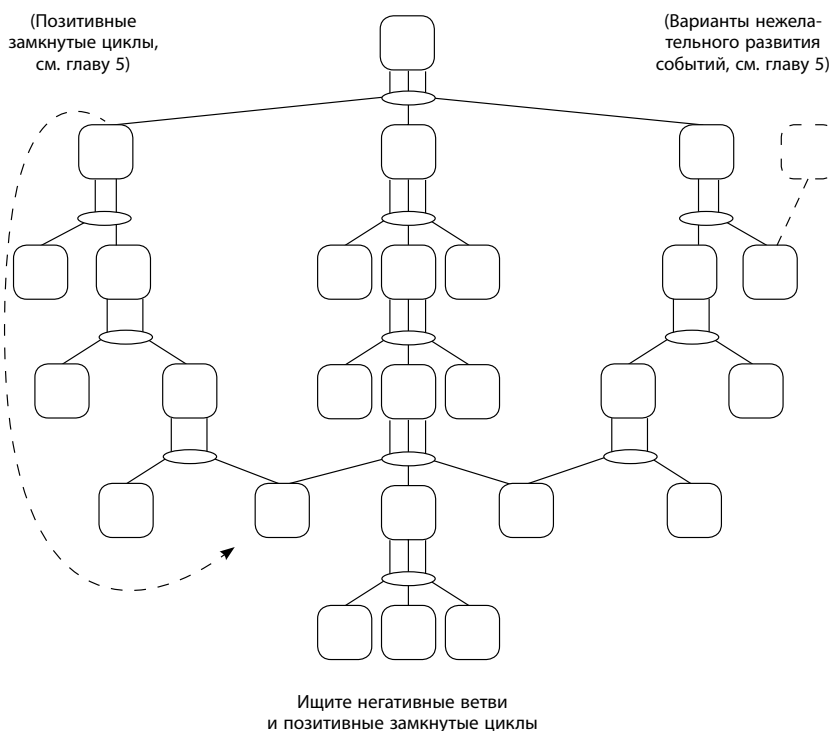 (Позитивные
замкнутые циклы,
см. главу 5)
(Варианты нежела-
тельного развития
событий, см. главу 5)
Ищите негативные ветви
и позитивные замкнутые циклы